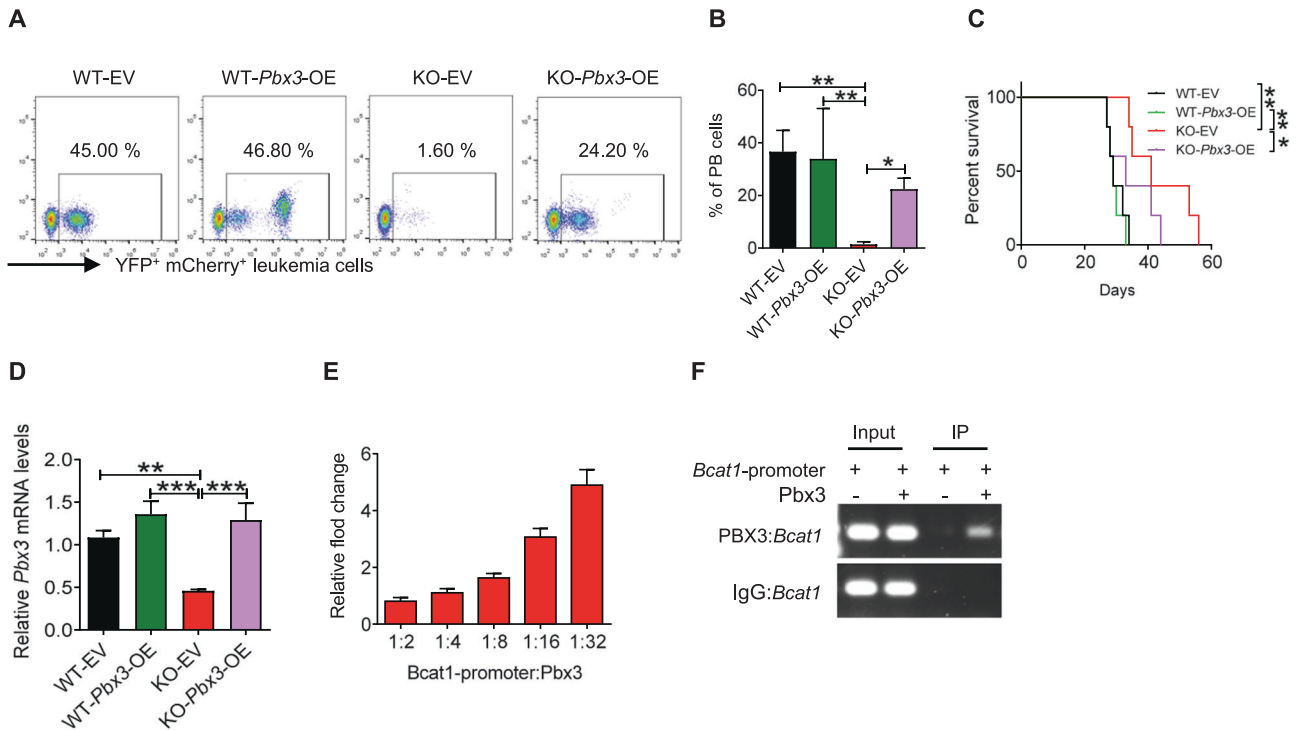 A
WT-EV
WT-Pbx3-OE
KO-EV
KO-Pbx3-OE
45.00 %
46.80 %
1.60 %
24.20 %
YFP⁺ mCherry⁺ leukemia cells
B
% of PB cells
60
40
20
0
**
**
*
WT-EV
WT-Pbx3-OE
KO-EV
KO-Pbx3-OE
C
Percent survival
100
50
0
0 20 40 60
Days
WT-EV
WT-Pbx3-OE
KO-EV
KO-Pbx3-OE
**
**
*
D
Relative Pbx3 mRNA levels
2.0
1.5
1.0
0.5
0.0
**
*** ***
WT-EV
WT-Pbx3-OE
KO-EV
KO-Pbx3-OE
E
Relative flod change
6
4
2
0
1:2 1:4 1:8 1:16 1:32
Bcat1-promoter:Pbx3
F
Input IP
Bcat1-promoter + + + +
Pbx3 - + - +
PBX3:Bcat1
IgG:Bcat1